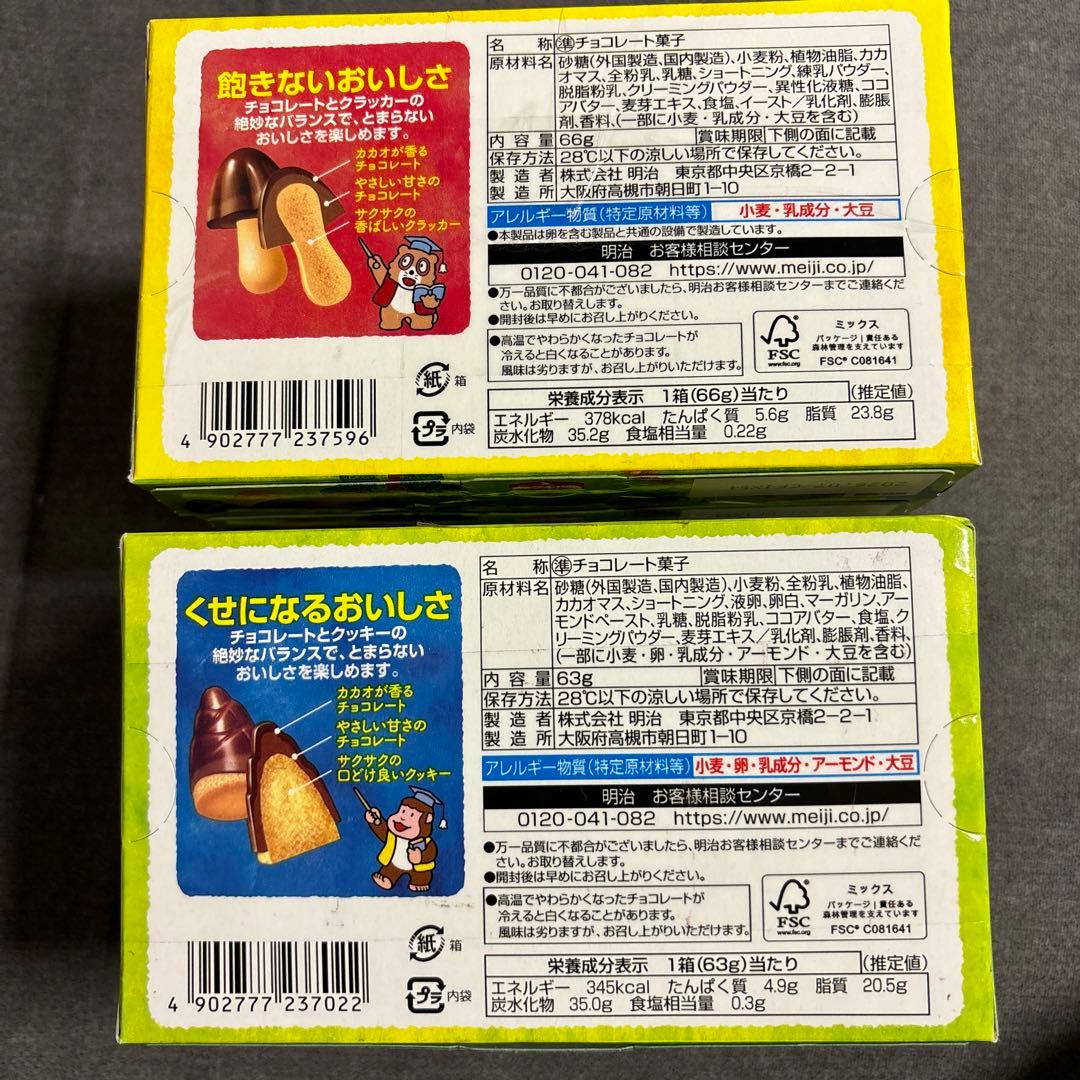 飽きないおいしさ
チョコレートとクラッカーの
絶妙なバランスで、とまらない
おいしさを楽しめます。
カカオが香る
チョコレート
やさしい甘さの
チョコレート
サクサクの
香ばしいクラッカー
4 902777 237596
紙 箱
プラ 内袋
名 称 準チョコレート菓子
原材料名 砂糖(外国製造、国内製造)、小麦粉、植物油脂、カカ
オマス、全粉乳、乳糖、ショートニング、練乳パウダー、
脱脂粉乳、クリーミングパウダー、異性化液糖、ココ
アバター、麦芽エキス、食塩、イースト/乳化剤、膨脹
剤、香料、(一部に小麦・乳成分・大豆を含む)
内容量 66g 賞味期限 下側の面に記載
保存方法 28℃以下の涼しい場所で保存してください。
製造者 株式会社 明治 東京都中央区京橋2-2-1
製造所 大阪府高槻市朝日町1-10
アレルギー物質(特定原材料等) 小麦・乳成分・大豆
●本製品は卵を含む製品と共通の設備で製造しています。
明治 お客様相談センター
0120-041-082 https://www.meiji.co.jp/
●万一品質に不都合がございましたら、明治お客様相談センターまでご連絡くだ
さい。お取り替えします。
●開封後は早めにお召し上がりください。
●高温でやわらかくなったチョコレートが
冷えると白くなることがあります。
風味は劣りますが、お召し上がりいただけます。
FSC
www.fsc.org
ミックス
パッケージ|責任ある
森林管理を支えています
FSC® C081641
栄養成分表示 1箱(66g)当たり (推定値)
エネルギー 378kcal たんぱく質 5.6g 脂質 23.8g
炭水化物 35.2g 食塩相当量 0.22g
くせになるおいしさ
チョコレートとクッキーの
絶妙なバランスで、とまらない
おいしさを楽しめます。
カカオが香る
チョコレート
やさしい甘さの
チョコレート
サクサクの
口どけ良いクッキー
4 902777 237022
紙 箱
プラ 内袋
名 称 準チョコレート菓子
原材料名 砂糖(外国製造、国内製造)、小麦粉、全粉乳、植物油脂、
カカオマス、ショートニング、液卵、卵白、マーガリン、アー
モンドペースト、乳糖、脱脂粉乳、ココアバター、食塩、ク
リーミングパウダー、麦芽エキス/乳化剤、膨脹剤、香料、
(一部に小麦・卵・乳成分・アーモンド・大豆を含む)
内容量 63g 賞味期限 下側の面に記載
保存方法 28℃以下の涼しい場所で保存してください。
製造者 株式会社 明治 東京都中央区京橋2-2-1
製造所 大阪府高槻市朝日町1-10
アレルギー物質(特定原材料等) 小麦・卵・乳成分・アーモンド・大豆
明治 お客様相談センター
0120-041-082 https://www.meiji.co.jp/
●万一品質に不都合がございましたら、明治お客様相談センターまでご連絡くだ
さい。お取り替えします。
●開封後は早めにお召し上がりください。
●高温でやわらかくなったチョコレートが
冷えると白くなることがあります。
風味は劣りますが、お召し上がりいただけます。
FSC
www.fsc.org
ミックス
パッケージ|責任ある
森林管理を支えています
FSC® C081641
栄養成分表示 1箱(63g)当たり (推定値)
エネルギー 345kcal たんぱく質 4.9g 脂質 20.5g
炭水化物 35.0g 食塩相当量 0.3g